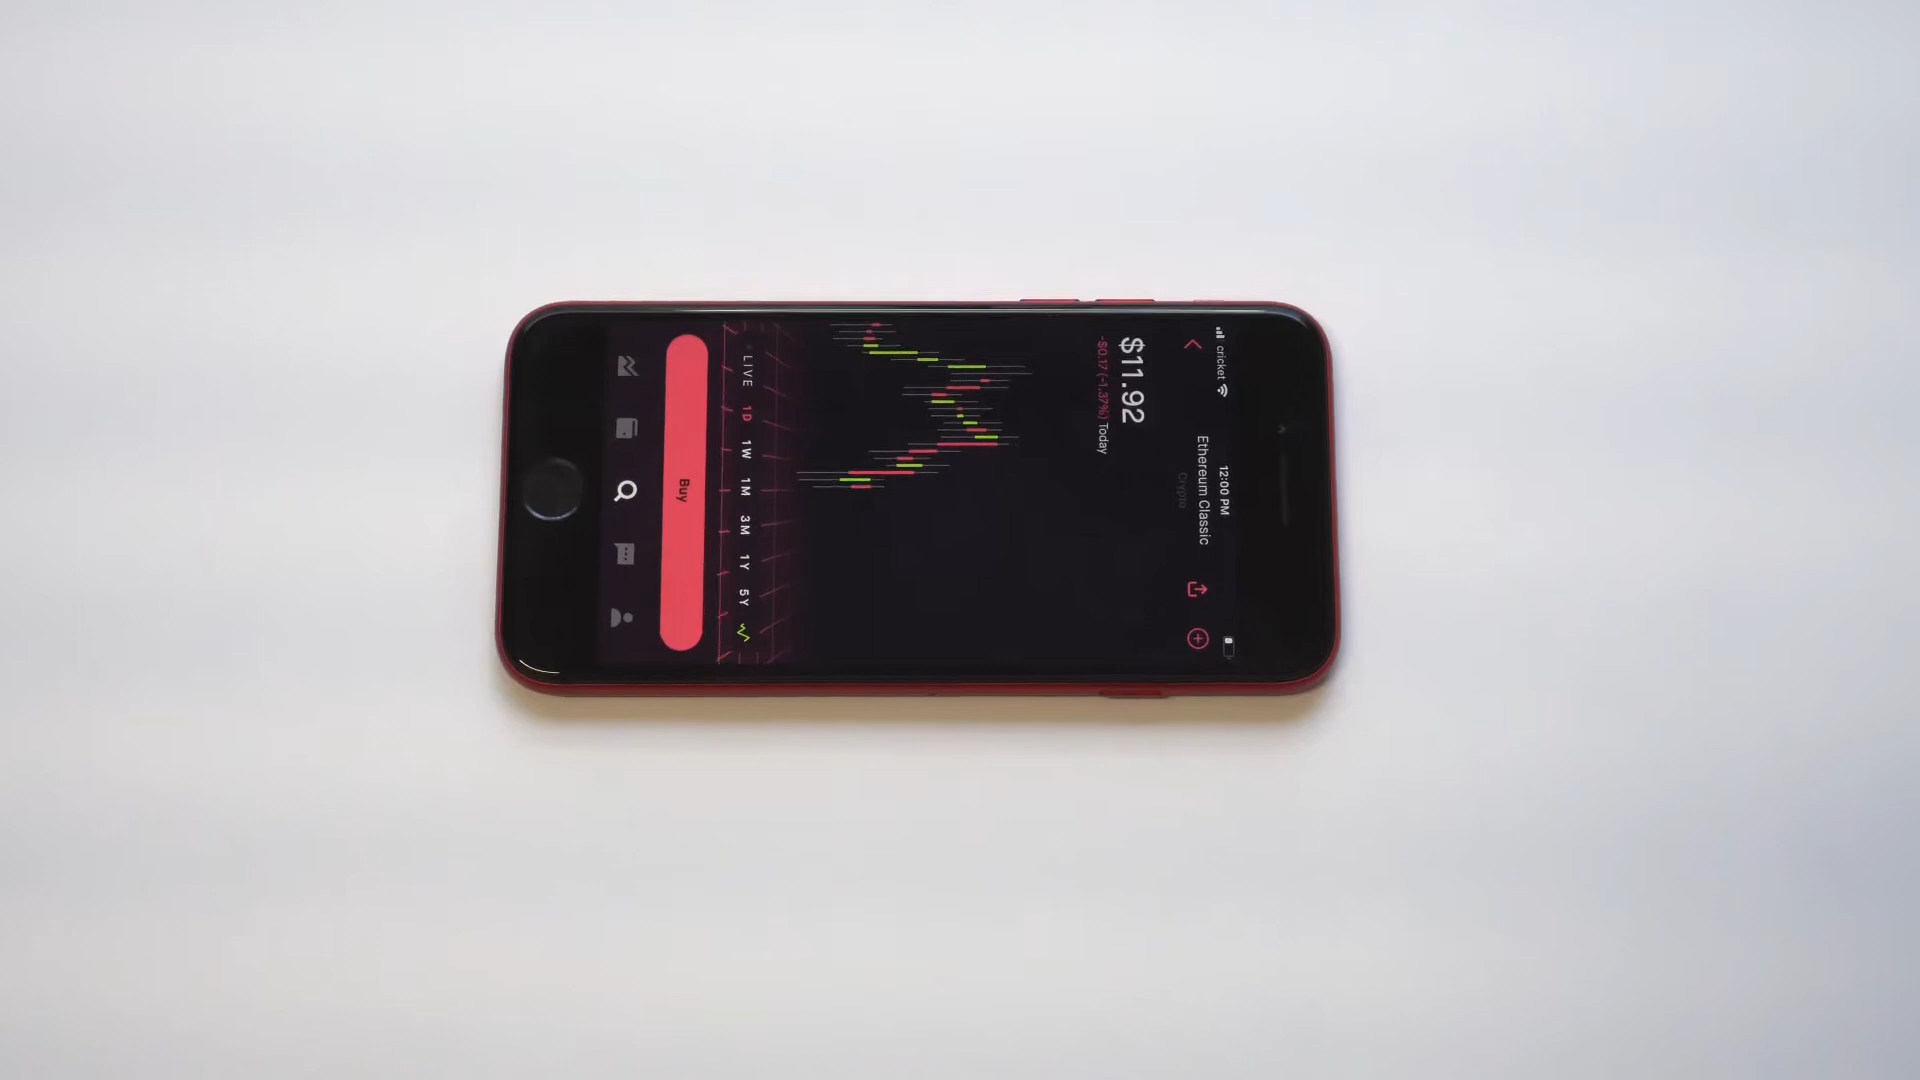 cricket 12:00 PM
Ethereum Classic
Crypto
$11.92
-$0.17 (-1.37%) Today
LIVE 1D 1W 1M 3M 1Y 5Y
Buy